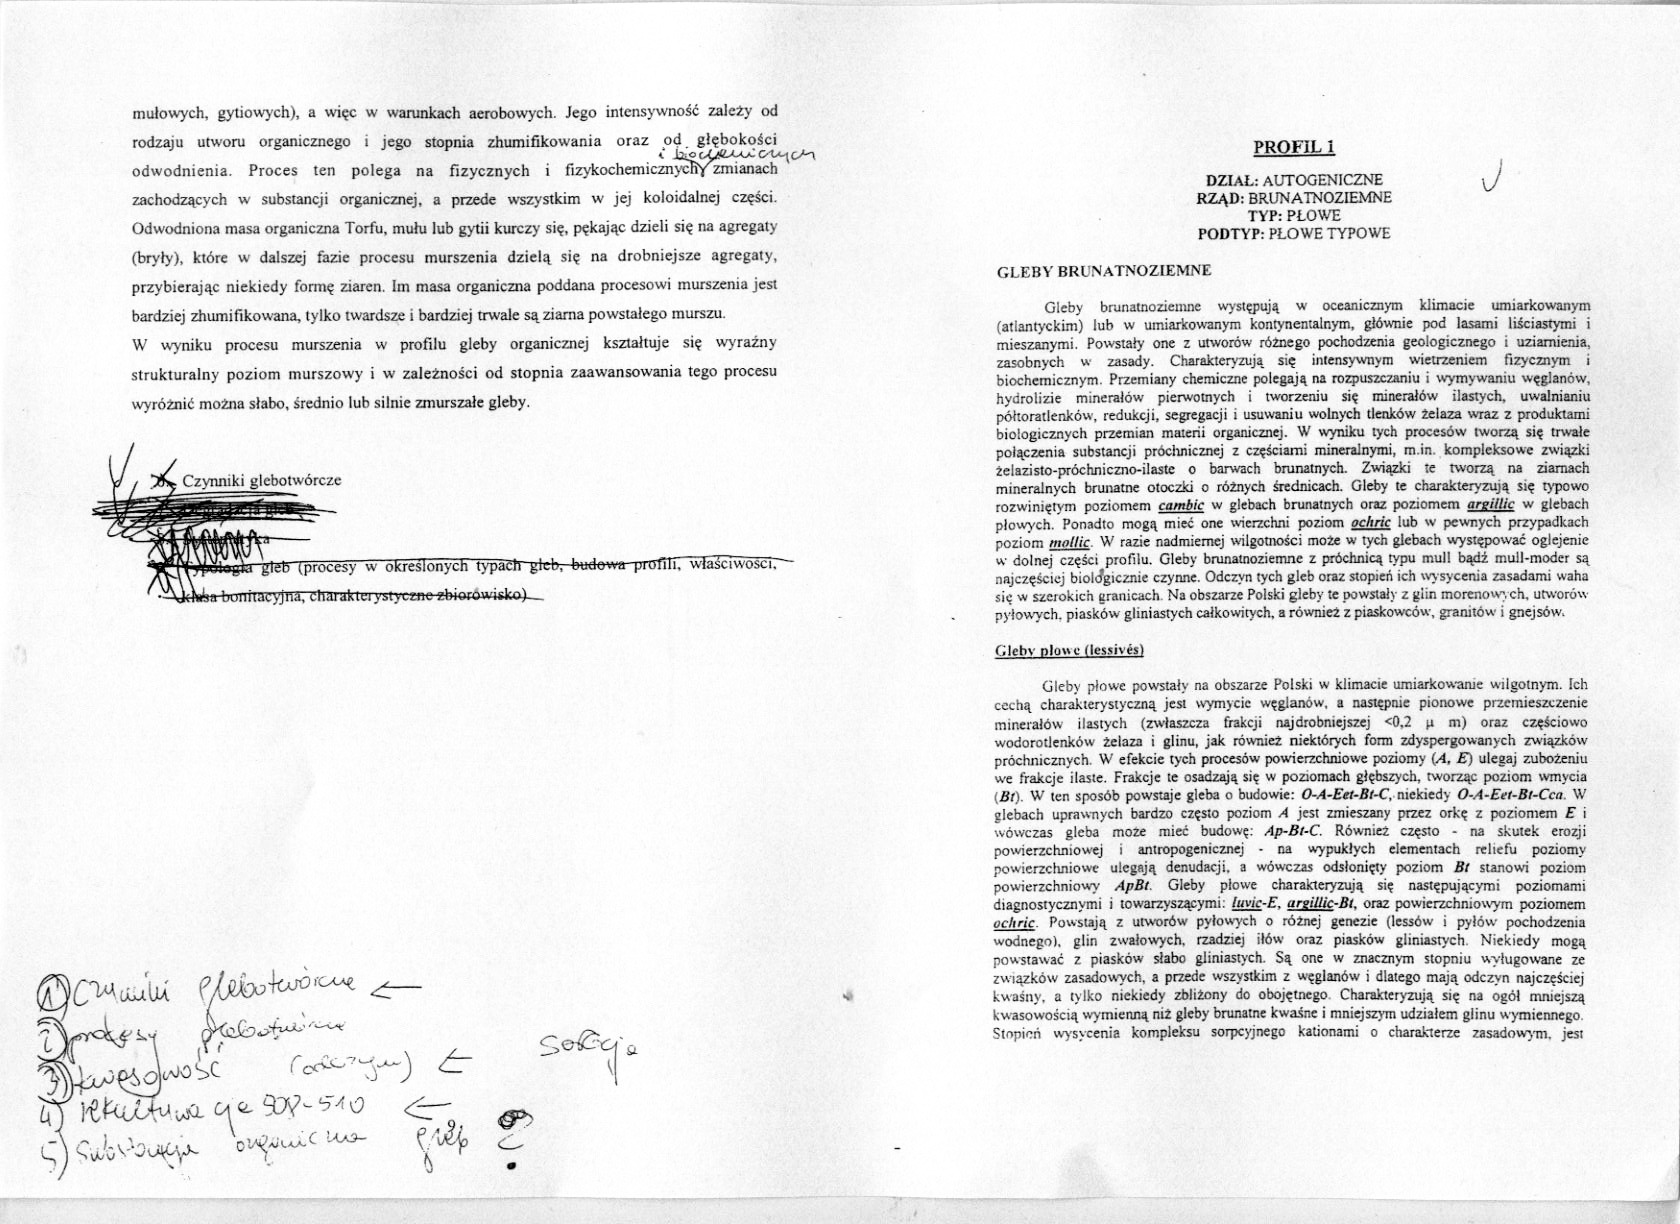 mułowych, gytiowych), a więc w warunkach aerobowych. Jego intensywność zależy od
rodzaju utworu organicznego i jego stopnia zhumifikowania oraz od głębokości
i biochemicznych
odwodnienia. Proces ten polega na fizycznych i fizykochemicznych zmianach
zachodzących w substancji organicznej, a przede wszystkim w jej koloidalnej części.
Odwodniona masa organiczna Torfu, mułu lub gytii kurczy się, pękając dzieli się na agregaty
(bryły), które w dalszej fazie procesu murszenia dzielą się na drobniejsze agregaty,
przybierając niekiedy formę ziaren. Im masa organiczna poddana procesowi murszenia jest
bardziej zhumifikowana, tylko twardsze i bardziej trwałe są ziarna powstałego murszu.
W wyniku procesu murszenia w profilu gleby organicznej kształtuje się wyraźny
strukturalny poziom murszowy i w zależności od stopnia zaawansowania tego procesu
wyróżnić można słabo, średnio lub silnie zmurszałe gleby.
Czynniki glebotwórcze
Typologia gleb (procesy w określonych typach gleb, budowa profili, właściwości,
klasa bonitacyjna, charakterystyczne zbiorowisko)
1) Czynniki glebotwórcze ←
2) procesy glebotwórcze
3) kwasowość (odczyn) ← sorbcja
4) rekultywacja 508-510 ←
5) Substancja organiczna gleb ?
PROFIL 1
DZIAŁ: AUTOGENICZNE
RZĄD: BRUNATNOZIEMNE
TYP: PŁOWE
PODTYP: PŁOWE TYPOWE
GLEBY BRUNATNOZIEMNE
Gleby brunatnoziemne występują w oceanicznym klimacie umiarkowanym
(atlantyckim) lub w umiarkowanym kontynentalnym, głównie pod lasami liściastymi i
mieszanymi. Powstały one z utworów różnego pochodzenia geologicznego i uziarnienia,
zasobnych w zasady. Charakteryzują się intensywnym wietrzeniem fizycznym i
biochemicznym. Przemiany chemiczne polegają na rozpuszczaniu i wymywaniu węglanów,
hydrolizie minerałów pierwotnych i tworzeniu się minerałów ilastych, uwalnianiu
półtoratlenków, redukcji, segregacji i usuwaniu wolnych tlenków żelaza wraz z produktami
biologicznych przemian materii organicznej. W wyniku tych procesów tworzą się trwałe
połączenia substancji próchnicznej z częściami mineralnymi, m.in. kompleksowe związki
żelazisto-próchniczno-ilaste o barwach brunatnych. Związki te tworzą na ziarnach
mineralnych brunatne otoczki o różnych średnicach. Gleby te charakteryzują się typowo
rozwiniętym poziomem cambic w glebach brunatnych oraz poziomem argillic w glebach
płowych. Ponadto mogą mieć one wierzchni poziom ochric lub w pewnych przypadkach
poziom mollic. W razie nadmiernej wilgotności może w tych glebach występować oglejenie
w dolnej części profilu. Gleby brunatnoziemne z próchnicą typu mull bądź mull-moder są
najczęściej biologicznie czynne. Odczyn tych gleb oraz stopień ich wysycenia zasadami waha
się w szerokich granicach. Na obszarze Polski gleby te powstały z glin morenowych, utworów
pyłowych, piasków gliniastych całkowitych, a również z piaskowców, granitów i gnejsów.
Gleby płowe (lessivés)
Gleby płowe powstały na obszarze Polski w klimacie umiarkowanie wilgotnym. Ich
cechą charakterystyczną jest wymycie węglanów, a następnie pionowe przemieszczenie
minerałów ilastych (zwłaszcza frakcji najdrobniejszej <0,2 μ m) oraz częściowo
wodorotlenków żelaza i glinu, jak również niektórych form zdyspergowanych związków
próchnicznych. W efekcie tych procesów powierzchniowe poziomy (A, E) ulegaj zubożeniu
we frakcje ilaste. Frakcje te osadzają się w poziomach głębszych, tworząc poziom wmycia
(Bt). W ten sposób powstaje gleba o budowie: O-A-Eet-Bt-C, niekiedy O-A-Eet-Bt-Cca. W
glebach uprawnych bardzo często poziom A jest zmieszany przez orkę z poziomem E i
wówczas gleba może mieć budowę: Ap-Bt-C. Również często - na skutek erozji
powierzchniowej i antropogenicznej - na wypukłych elementach reliefu poziomy
powierzchniowe ulegają denudacji, a wówczas odsłonięty poziom Bt stanowi poziom
powierzchniowy ApBt. Gleby płowe charakteryzują się następującymi poziomami
diagnostycznymi i towarzyszącymi: luvic-E, argillic-Bt, oraz powierzchniowym poziomem
ochric. Powstają z utworów pyłowych o różnej genezie (lessów i pyłów pochodzenia
wodnego), glin zwałowych, rzadziej iłów oraz piasków gliniastych. Niekiedy mogą
powstawać z piasków słabo gliniastych. Są one w znacznym stopniu wyługowane ze
związków zasadowych, a przede wszystkim z węglanów i dlatego mają odczyn najczęściej
kwaśny, a tylko niekiedy zbliżony do obojętnego. Charakteryzują się na ogół mniejszą
kwasowością wymienną niż gleby brunatne kwaśne i mniejszym udziałem glinu wymiennego.
Stopień wysycenia kompleksu sorpcyjnego kationami o charakterze zasadowym, jest